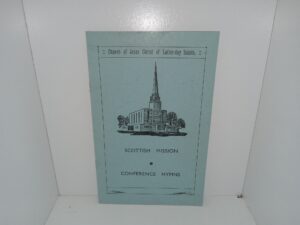 :: Church of Jesus Christ of Latter-day Saints ::
SCOTTISH MISSION
CONFERENCE HYMNS